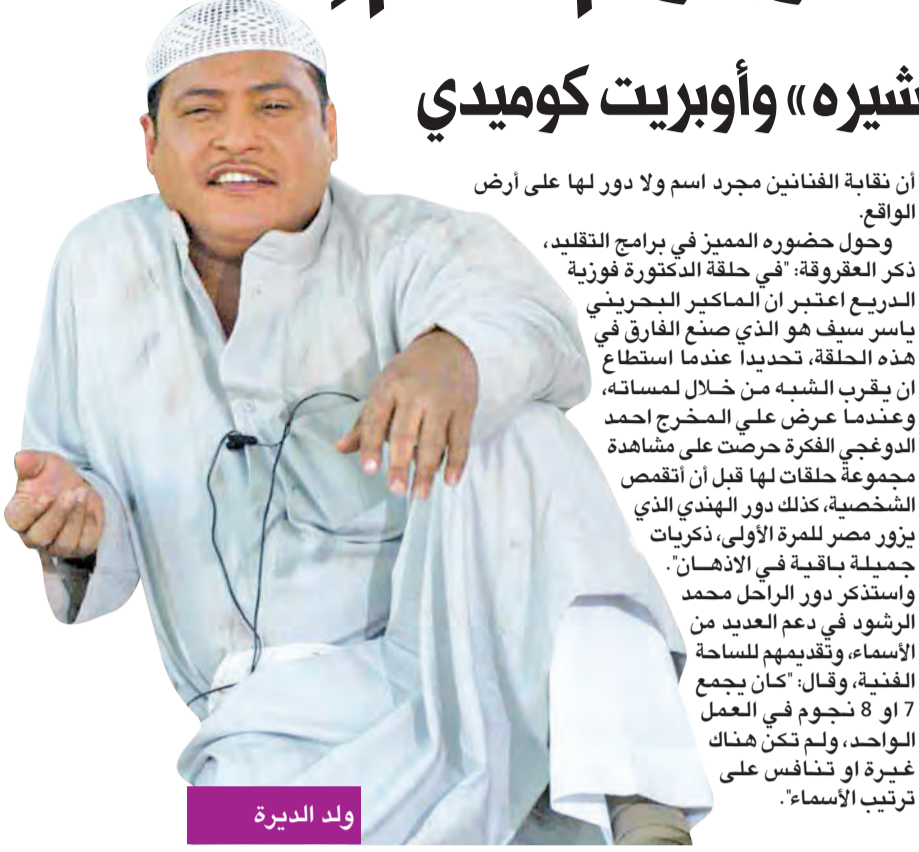 شيره» وأوبريت كوميدي
أن نقابة الفنانين مجرد اسم ولا دور لها على أرض
الواقع.
وحول حضوره المميز في برامج التقليد،
ذكر العقروقة: "في حلقة الدكتورة فوزية
الدريع اعتبر ان الماكير البحريني
ياسر سيف هو الذي صنع الفارق في
هذه الحلقة، تحديدا عندما استطاع
ان يقرب الشبه من خلال لمساته،
وعندما عرض علي المخرج احمد
الدوغجي الفكرة حرصت على مشاهدة
مجموعة حلقات لها قبل أن أتقمص
الشخصية، كذلك دور الهندي الذي
يزور مصر للمرة الأولى، ذكريات
جميلة باقية في الاذهان".
واستذكر دور الراحل محمد
الرشود في دعم العديد من
الأسماء، وتقديمهم للساحة
الفنية، وقال: "كان يجمع
7 او 8 نجوم في العمل
الواحد، ولم تكن هناك
غيرة او تنافس على
ترتيب الأسماء".
ولد الديرة